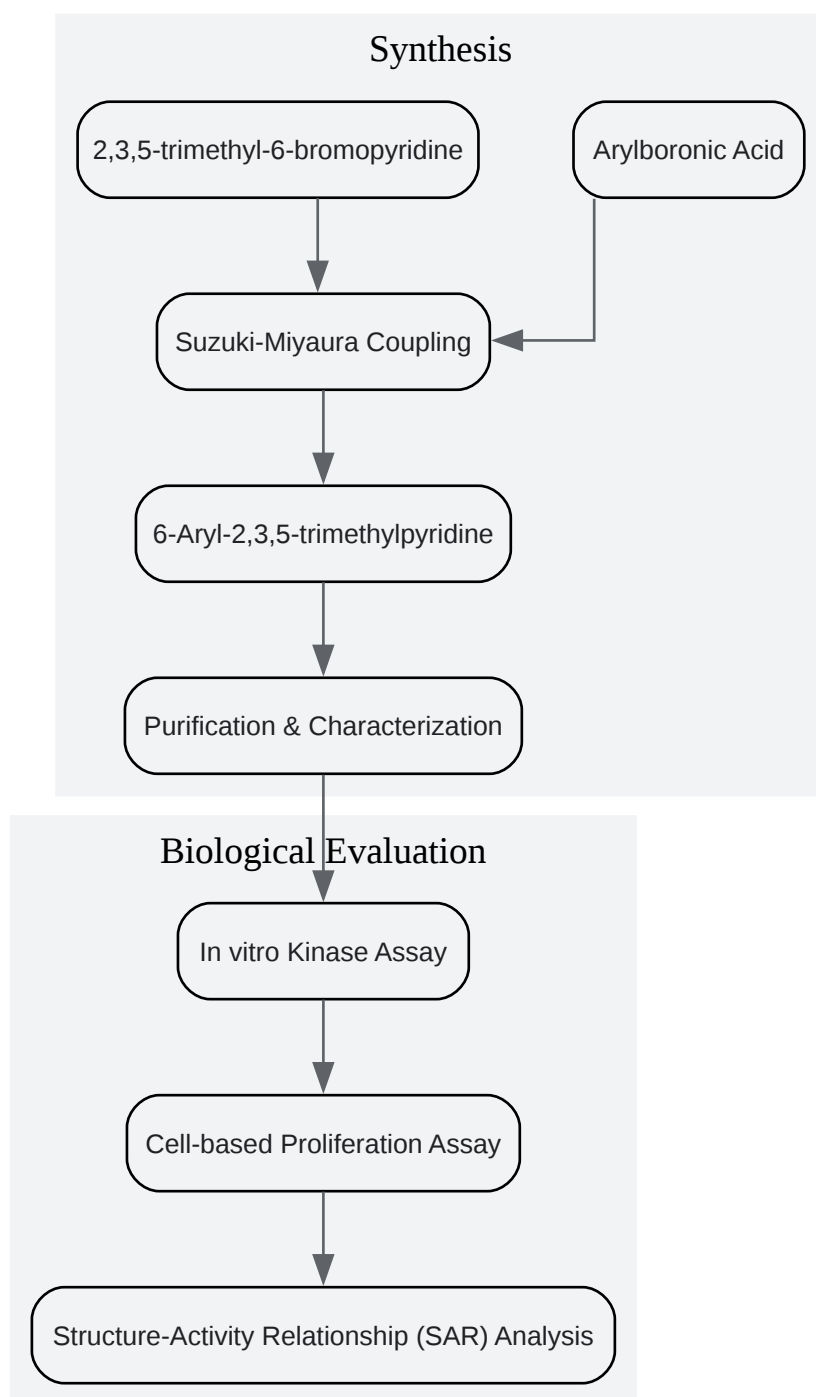 Synthesis
2,3,5-trimethyl-6-bromopyridine
Arylboronic Acid
Suzuki-Miyaura Coupling
6-Aryl-2,3,5-trimethylpyridine
Purification & Characterization
Biological Evaluation
In vitro Kinase Assay
Cell-based Proliferation Assay
Structure-Activity Relationship (SAR) Analysis